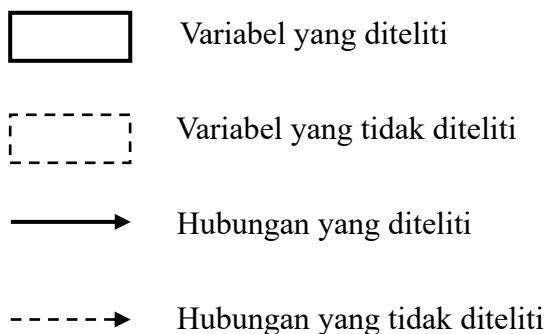 Variabel yang diteliti
Variabel yang tidak diteliti
Hubungan yang diteliti
Hubungan yang tidak diteliti